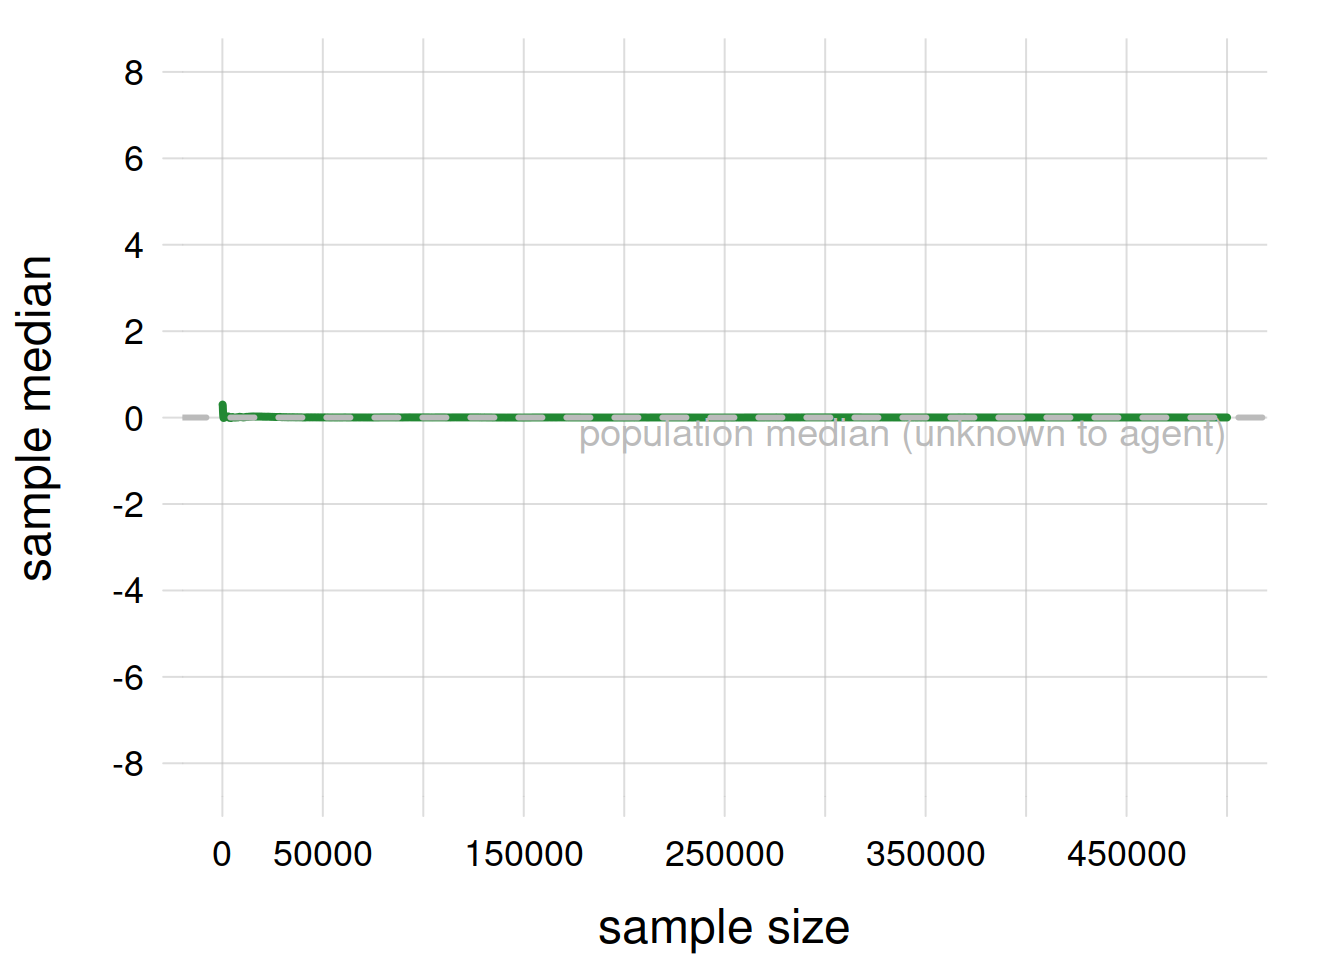 8
6
4
2
0
-2
-4
-6
-8
sample median
population median (unknown to agent)
0 50000 150000 250000 350000 450000
sample size